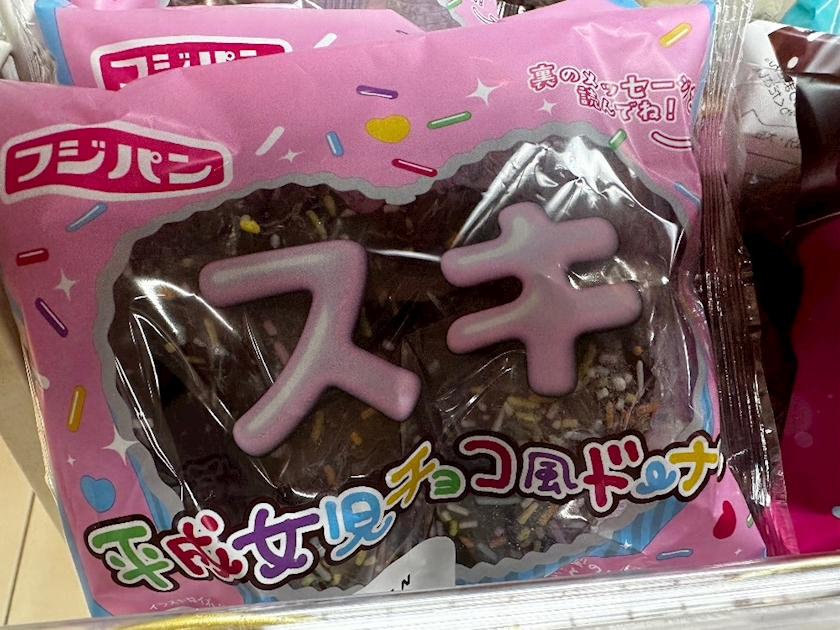 フジパン
フジパン
裏のメッセージ
読んでね！
スキ
平成女児チョコ風ドーナ